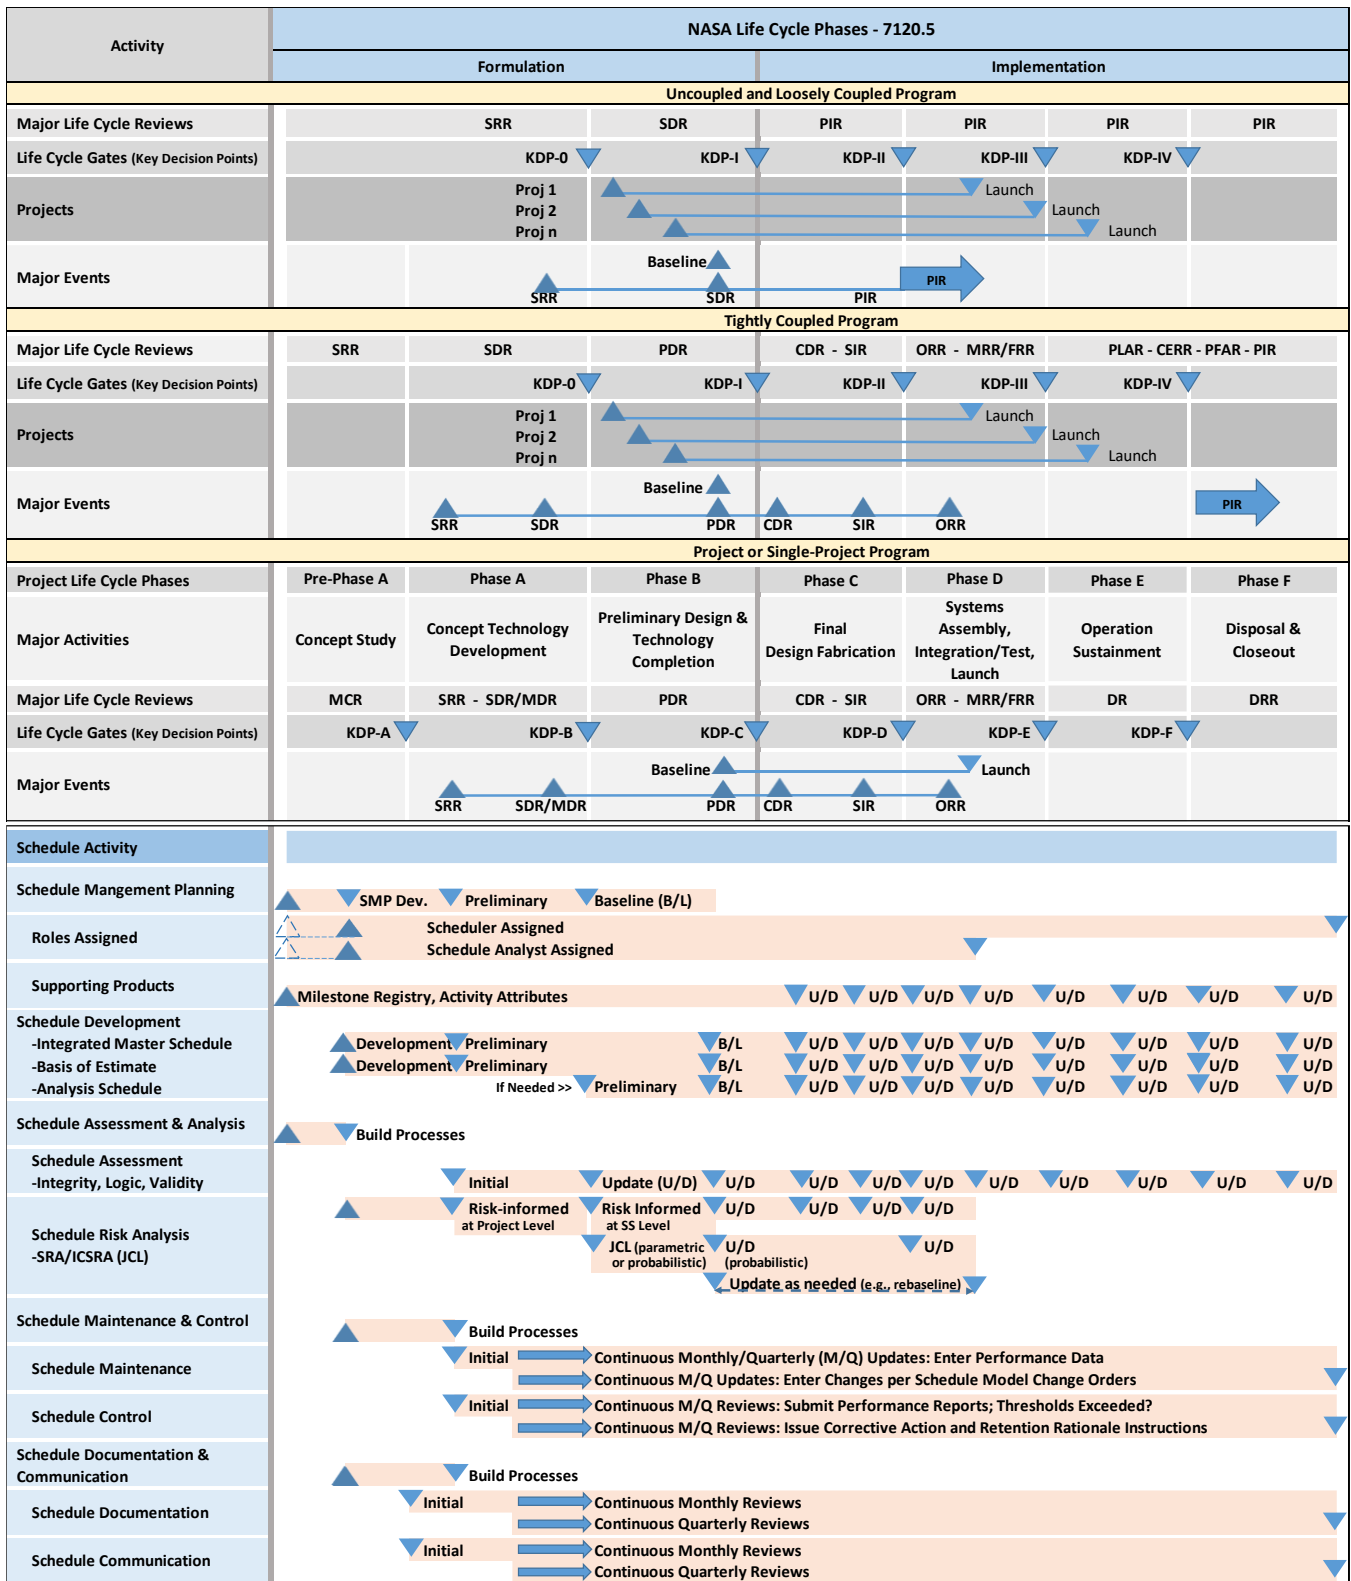 Activity
NASA Life Cycle Phases - 7120.5
Formulation
Implementation
Uncoupled and Loosely Coupled Program
Major Life Cycle Reviews
SRR
SDR
PIR
PIR
PIR
PIR
Life Cycle Gates (Key Decision Points)
KDP-0
KDP-I
KDP-II
KDP-III
KDP-IV
Projects
Proj 1
Launch
Proj 2
Launch
Proj n
Launch
Major Events
Baseline
SRR
SDR
PIR
PIR
Tightly Coupled Program
Major Life Cycle Reviews
SRR
SDR
PDR
CDR - SIR
ORR - MRR/FRR
PLAR - CERR - PFAR - PIR
Life Cycle Gates (Key Decision Points)
KDP-0
KDP-I
KDP-II
KDP-III
KDP-IV
Projects
Proj 1
Launch
Proj 2
Launch
Proj n
Launch
Major Events
Baseline
SRR
SDR
PDR
CDR
SIR
ORR
PIR
Project or Single-Project Program
Project Life Cycle Phases
Pre-Phase A
Phase A
Phase B
Phase C
Phase D
Phase E
Phase F
Major Activities
Concept Study
Concept Technology
Development
Preliminary Design &
Technology
Completion
Final
Design Fabrication
Systems
Assembly,
Integration/Test,
Launch
Operation
Sustainment
Disposal &
Closeout
Major Life Cycle Reviews
MCR
SRR - SDR/MDR
PDR
CDR - SIR
ORR - MRR/FRR
DR
DRR
Life Cycle Gates (Key Decision Points)
KDP-A
KDP-B
KDP-C
KDP-D
KDP-E
KDP-F
Major Events
Baseline
Launch
SRR
SDR/MDR
PDR
CDR
SIR
ORR
Schedule Activity
Schedule Mangement Planning
SMP Dev.
Preliminary
Baseline (B/L)
Roles Assigned
Scheduler Assigned
Schedule Analyst Assigned
Supporting Products
Milestone Registry, Activity Attributes
U/D
U/D
U/D
U/D
U/D
U/D
U/D
U/D
Schedule Development
-Integrated Master Schedule
Development
Preliminary
B/L
U/D
U/D
U/D
U/D
U/D
U/D
U/D
U/D
-Basis of Estimate
Development
Preliminary
B/L
U/D
U/D
U/D
U/D
U/D
U/D
U/D
U/D
-Analysis Schedule
If Needed >>
Preliminary
B/L
U/D
U/D
U/D
U/D
U/D
U/D
U/D
U/D
Schedule Assessment & Analysis
Build Processes
Schedule Assessment
-Integrity, Logic, Validity
Initial
Update (U/D)
U/D
U/D
U/D
U/D
U/D
U/D
U/D
U/D
U/D
Schedule Risk Analysis
-SRA/ICSRA (JCL)
Risk-informed
at Project Level
Risk Informed
at SS Level
U/D
U/D
U/D
U/D
JCL (parametric
or probabilistic)
U/D
(probabilistic)
U/D
Update as needed (e.g., rebaseline)
Schedule Maintenance & Control
Build Processes
Schedule Maintenance
Initial
Continuous Monthly/Quarterly (M/Q) Updates: Enter Performance Data
Continuous M/Q Updates: Enter Changes per Schedule Model Change Orders
Schedule Control
Initial
Continuous M/Q Reviews: Submit Performance Reports; Thresholds Exceeded?
Continuous M/Q Reviews: Issue Corrective Action and Retention Rationale Instructions
Schedule Documentation &
Communication
Build Processes
Schedule Documentation
Initial
Continuous Monthly Reviews
Continuous Quarterly Reviews
Schedule Communication
Initial
Continuous Monthly Reviews
Continuous Quarterly Reviews